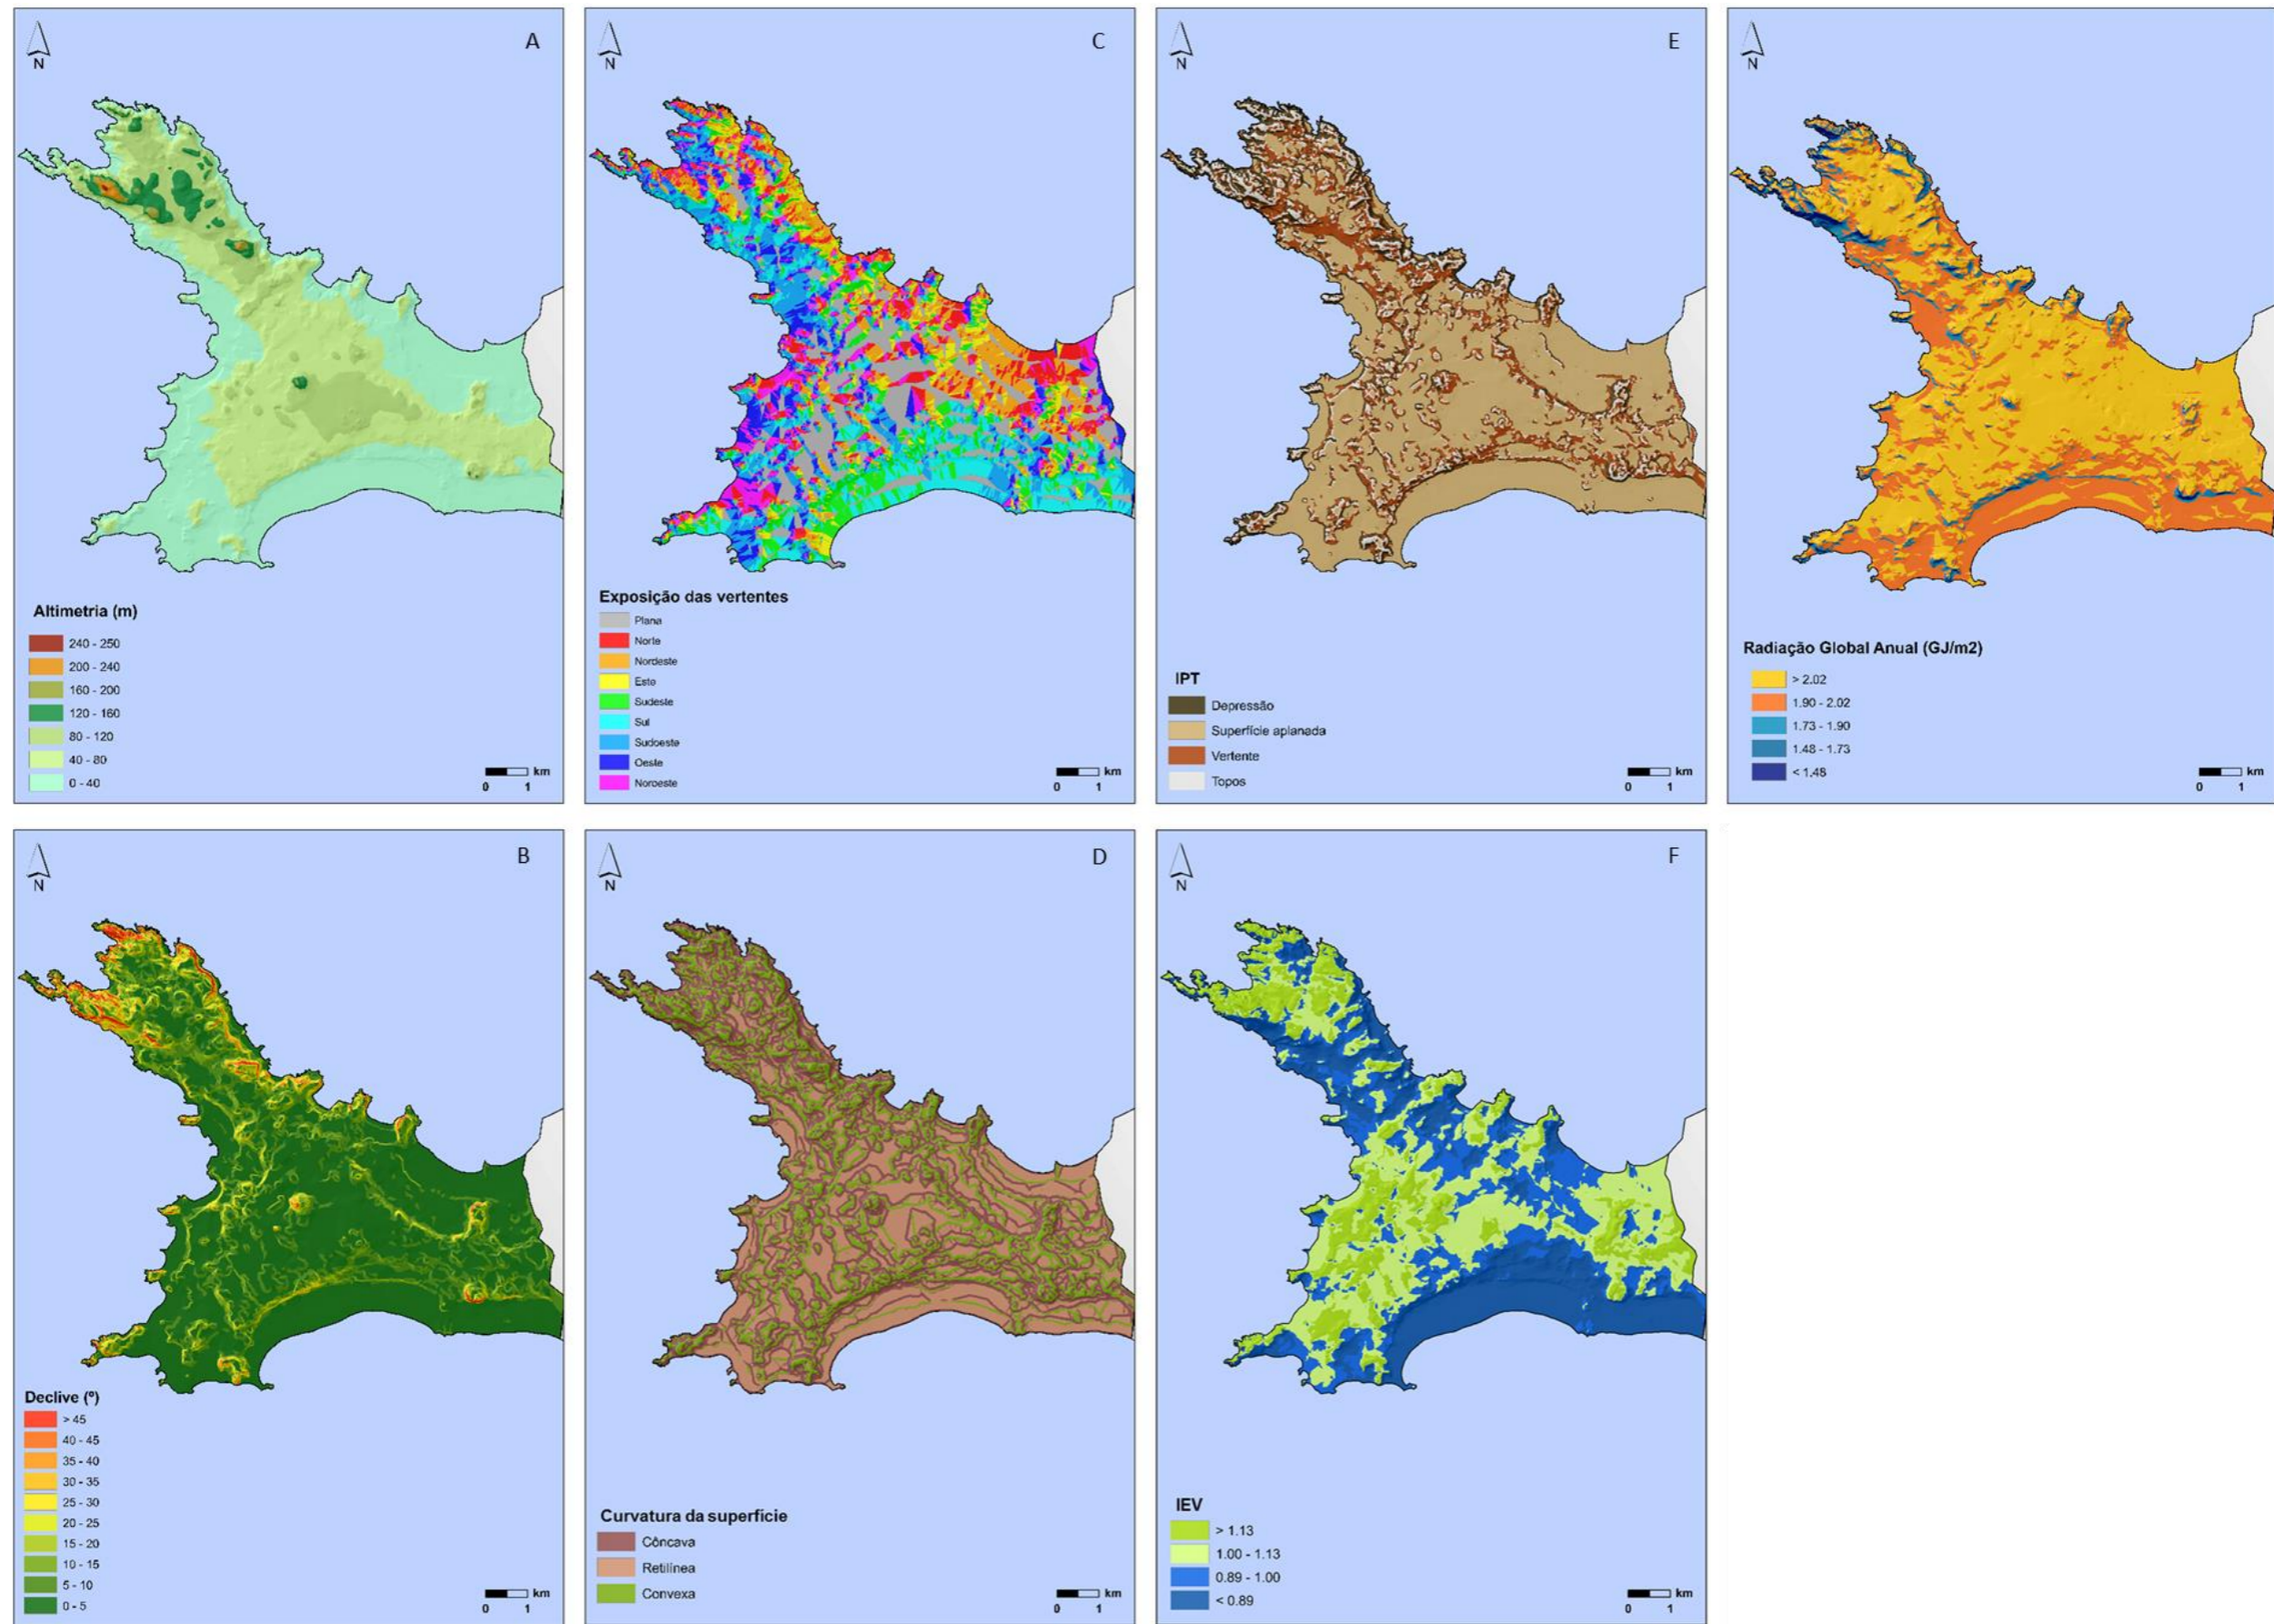 A
N
Altimetria (m)
240 - 250
200 - 240
160 - 200
120 - 160
80 - 120
40 - 80
0 - 40
km
0 1
C
N
Exposição das vertentes
Plana
Norte
Nordeste
Este
Sudeste
Sul
Sudoeste
Oeste
Noroeste
km
0 1
E
N
IPT
Depressão
Superfície aplanada
Vertente
Topos
km
0 1
N
Radiação Global Anual (GJ/m2)
> 2.02
1.90 - 2.02
1.73 - 1.90
1.48 - 1.73
< 1.48
km
0 1
B
N
Declive (º)
> 45
40 - 45
35 - 40
30 - 35
25 - 30
20 - 25
15 - 20
10 - 15
5 - 10
0 - 5
km
0 1
D
N
Curvatura da superfície
Côncava
Retilínea
Convexa
km
0 1
F
N
IEV
> 1.13
1.00 - 1.13
0.89 - 1.00
< 0.89
km
0 1